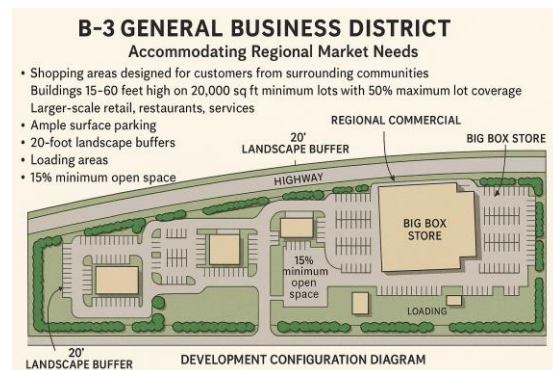 B-3 GENERAL BUSINESS DISTRICT
Accommodating Regional Market Needs
• Shopping areas designed for customers from surrounding communities
Buildings 15-60 feet high on 20,000 sq ft minimum lots with 50% maximum lot coverage
Larger-scale retail, restaurants, services
• Ample surface parking
• 20-foot landscape buffers
• Loading areas
• 15% minimum open space
20'
LANDSCAPE BUFFER
REGIONAL COMMERCIAL
BIG BOX STORE
HIGHWAY
BIG BOX
STORE
15%
minimum
open
space
LOADING
20'
LANDSCAPE BUFFER
DEVELOPMENT CONFIGURATION DIAGRAM